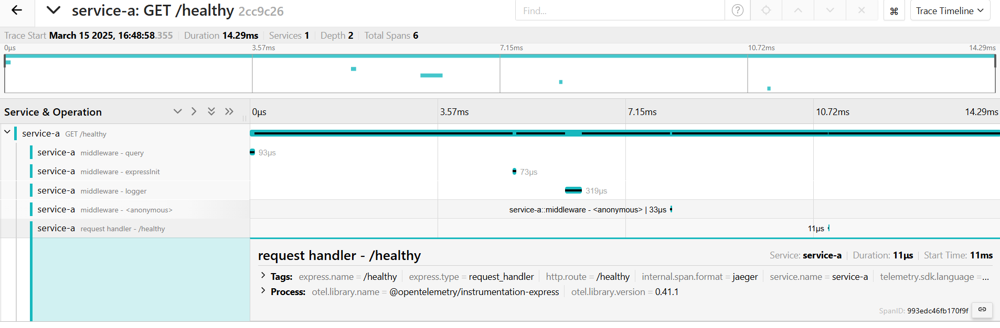 service-a: GET /healthy 2cc9c26 Find... ? ⌘ Trace Timeline
Trace Start March 15 2025, 16:48:58.355 Duration 14.29ms Services 1 Depth 2 Total Spans 6
0μs 3.57ms 7.15ms 10.72ms 14.29ms
Service & Operation 0μs 3.57ms 7.15ms 10.72ms 14.29ms
service-a GET /healthy
service-a middleware - query 93μs
service-a middleware - expressInit 73μs
service-a middleware - logger 319μs
service-a middleware - <anonymous> service-a::middleware - <anonymous> | 33μs
service-a request handler - /healthy 11μs
request handler - /healthy Service: service-a Duration: 11μs Start Time: 11ms
Tags: express.name = /healthy express.type = request_handler http.route = /healthy internal.span.format = jaeger service.name = service-a telemetry.sdk.language =...
Process: otel.library.name = @opentelemetry/instrumentation-express otel.library.version = 0.41.1
SpanID: 993edc46fb170f9f